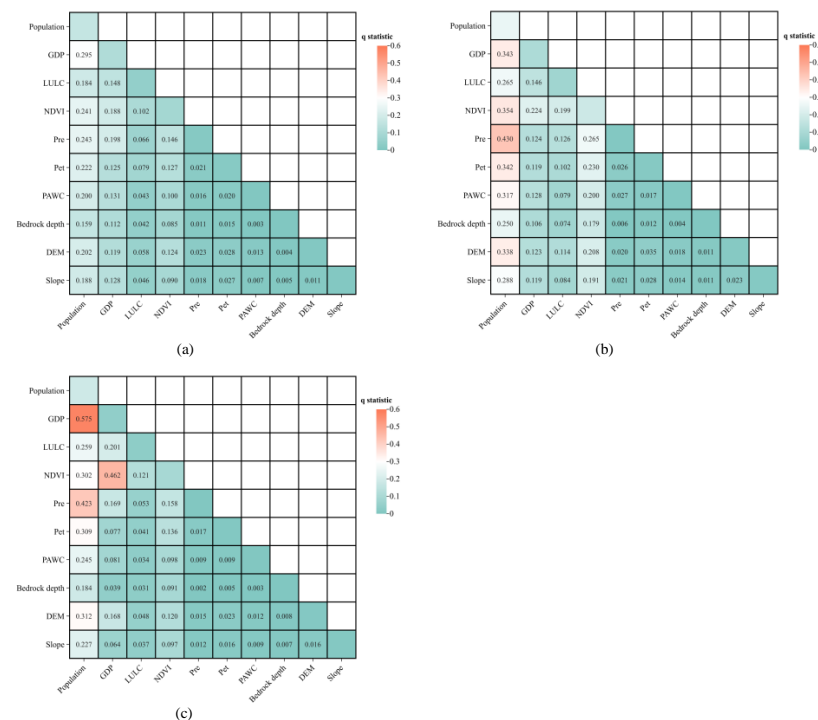 q statistic
Population
GDP 0.295
LULC 0.184 0.148
NDVI 0.241 0.188 0.102
Pre 0.243 0.198 0.066 0.146
Pet 0.222 0.125 0.079 0.127 0.021
PAWC 0.200 0.131 0.043 0.100 0.016 0.020
Bedrock depth 0.159 0.112 0.042 0.085 0.011 0.015 0.003
DEM 0.202 0.119 0.058 0.124 0.023 0.028 0.013 0.004
Slope 0.188 0.128 0.046 0.090 0.018 0.027 0.007 0.005 0.011
Population GDP LULC NDVI Pre Pet PAWC Bedrock depth DEM Slope
0.6
0.5
0.4
0.3
0.2
0.1
0
(a)
q statistic
Population
GDP 0.343
LULC 0.265 0.146
NDVI 0.354 0.224 0.199
Pre 0.430 0.124 0.126 0.265
Pet 0.342 0.119 0.102 0.230 0.026
PAWC 0.317 0.128 0.079 0.200 0.027 0.017
Bedrock depth 0.250 0.106 0.074 0.179 0.006 0.012 0.004
DEM 0.338 0.123 0.114 0.208 0.020 0.035 0.018 0.011
Slope 0.288 0.119 0.084 0.191 0.021 0.028 0.014 0.011 0.023
Population GDP LULC NDVI Pre Pet PAWC Bedrock depth DEM Slope
0.6
0.5
0.4
0.3
0.2
0.1
0
(b)
q statistic
Population
GDP 0.575
LULC 0.259 0.201
NDVI 0.302 0.462 0.121
Pre 0.423 0.169 0.053 0.158
Pet 0.309 0.077 0.041 0.136 0.017
PAWC 0.245 0.081 0.034 0.098 0.009 0.009
Bedrock depth 0.184 0.039 0.031 0.091 0.002 0.005 0.003
DEM 0.312 0.168 0.048 0.120 0.015 0.023 0.012 0.008
Slope 0.227 0.064 0.037 0.097 0.012 0.016 0.009 0.007 0.016
Population GDP LULC NDVI Pre Pet PAWC Bedrock depth DEM Slope
0.6
0.5
0.4
0.3
0.2
0.1
0
(c)